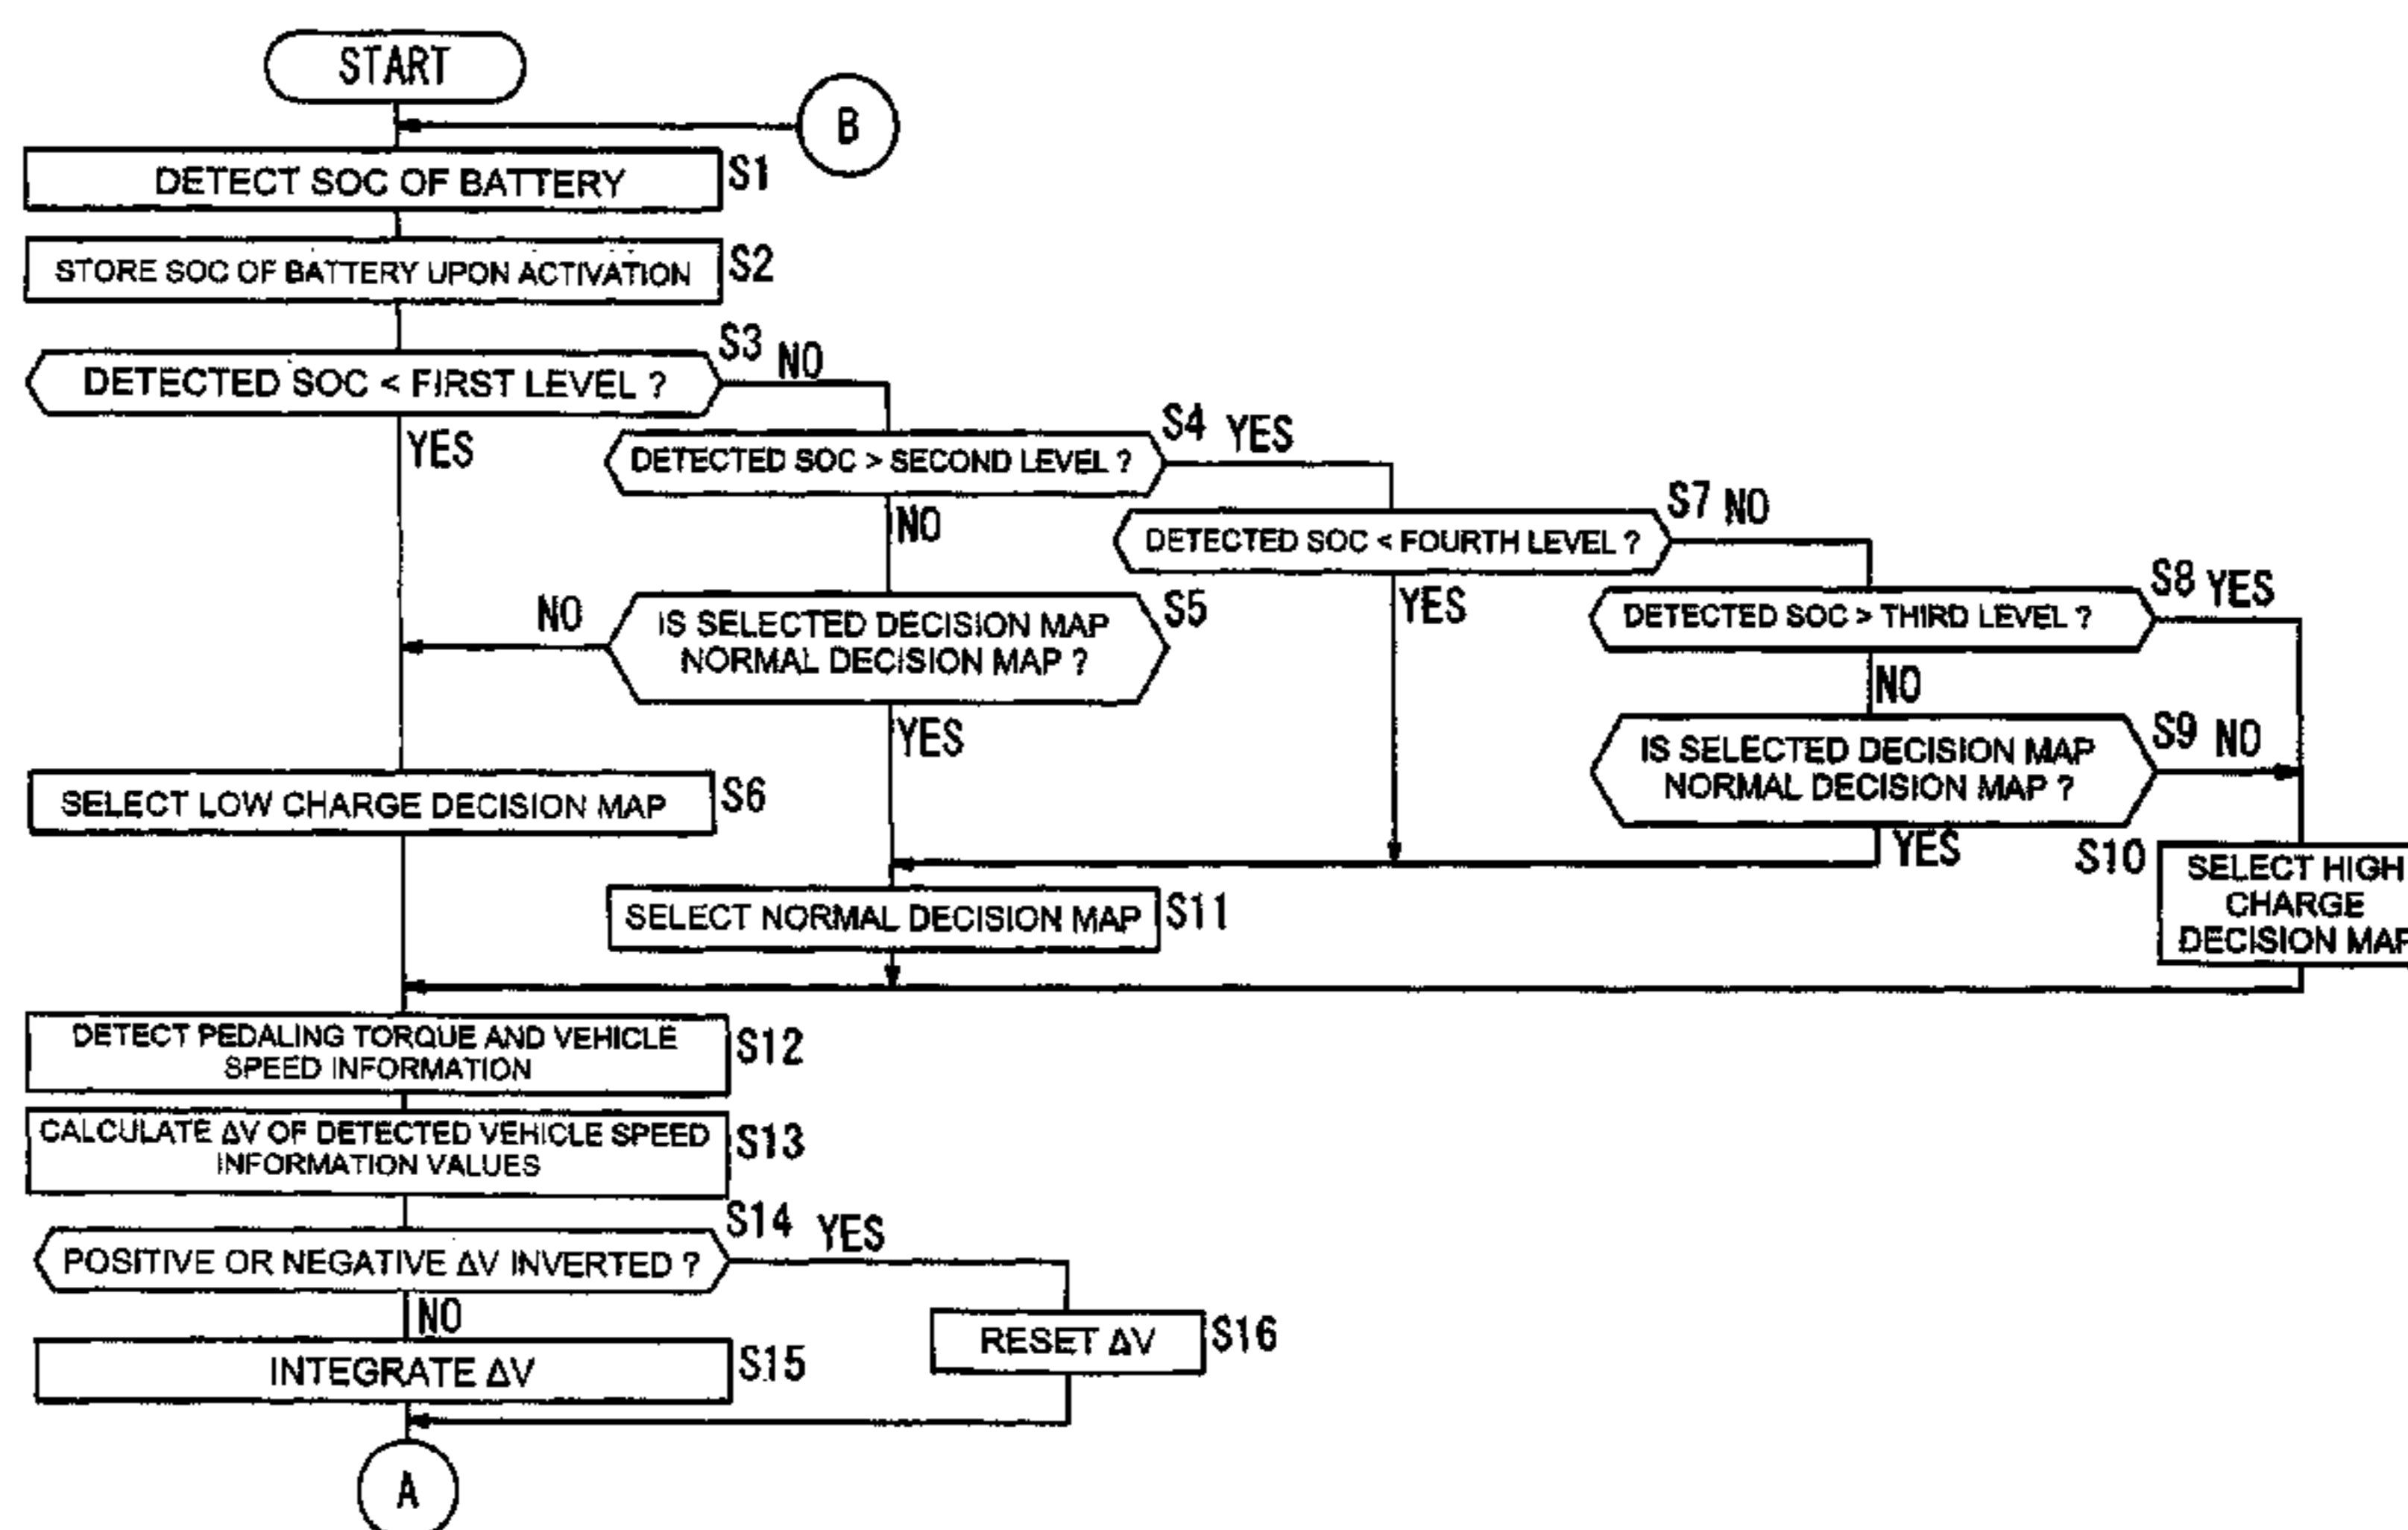 START
B
DETECT SOC OF BATTERY
S1
STORE SOC OF BATTERY UPON ACTIVATION
S2
DETECTED SOC < FIRST LEVEL ?
S3
NO
YES
DETECTED SOC > SECOND LEVEL ?
S4
YES
NO
DETECTED SOC < FOURTH LEVEL ?
S7
NO
YES
DETECTED SOC > THIRD LEVEL ?
S8
YES
NO
IS SELECTED DECISION MAP
NORMAL DECISION MAP ?
S5
NO
YES
IS SELECTED DECISION MAP
NORMAL DECISION MAP ?
S9
NO
YES
SELECT LOW CHARGE DECISION MAP
S6
S10
SELECT HIGH
CHARGE
DECISION MAP
SELECT NORMAL DECISION MAP
S11
DETECT PEDALING TORQUE AND VEHICLE
SPEED INFORMATION
S12
CALCULATE ΔV OF DETECTED VEHICLE SPEED
INFORMATION VALUES
S13
POSITIVE OR NEGATIVE ΔV INVERTED ?
S14
YES
NO
INTEGRATE ΔV
S15
RESET ΔV
S16
A